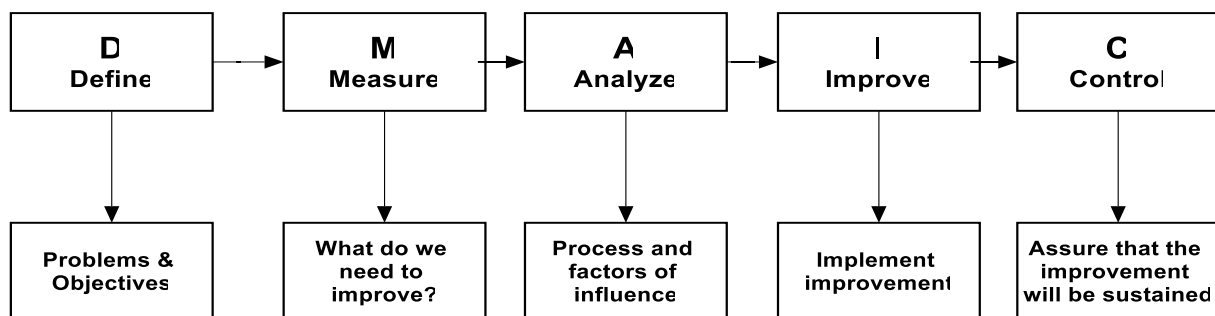 D
Define
M
Measure
A
Analyze
I
Improve
C
Control
Problems &
Objectives
What do we
need to
improve?
Process and
factors of
influence
Implement
improvement
Assure that the
improvement
will be sustained